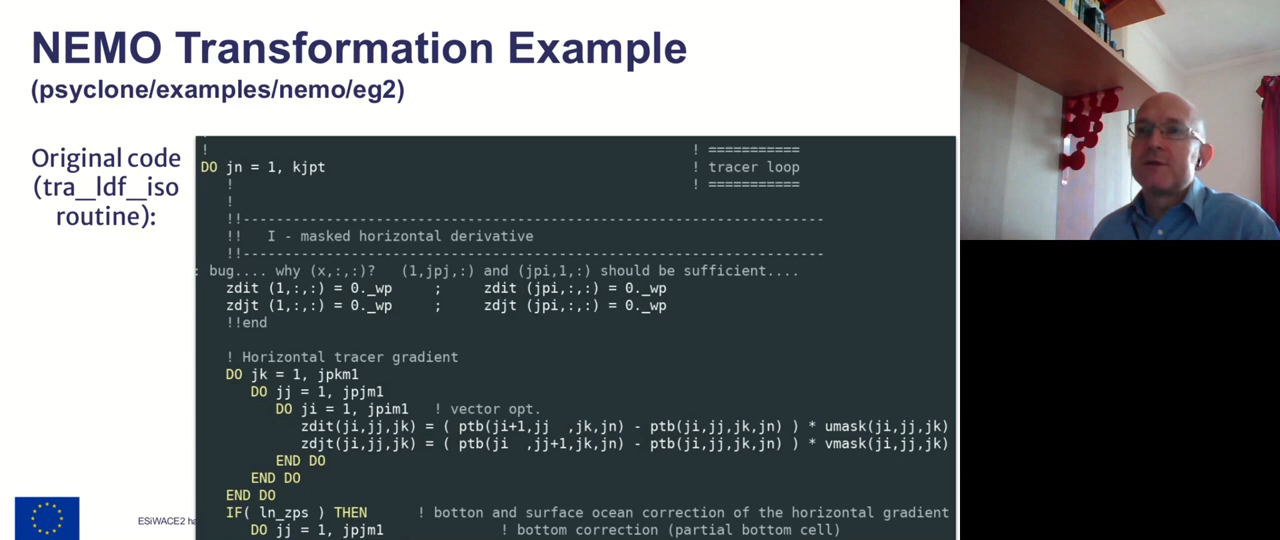 NEMO Transformation Example
(psyclone/examples/nemo/eg2)
Original code
(tra_ldf_iso
routine):
! ! ===========
DO jn = 1, kjpt ! tracer loop
! ! ===========
!
!!----------------------------------------------------------------------
!! I - masked horizontal derivative
!!----------------------------------------------------------------------
: bug.... why (x,:,:)? (1,jpj,:) and (jpi,1,:) should be sufficient....
zdit (1,:,:) = 0._wp ; zdit (jpi,:,:) = 0._wp
zdjt (1,:,:) = 0._wp ; zdjt (jpi,:,:) = 0._wp
!!end
! Horizontal tracer gradient
DO jk = 1, jpkm1
DO jj = 1, jpjm1
DO ji = 1, jpim1 ! vector opt.
zdit(ji,jj,jk) = ( ptb(ji+1,jj ,jk,jn) - ptb(ji,jj,jk,jn) ) * umask(ji,jj,jk)
zdjt(ji,jj,jk) = ( ptb(ji ,jj+1,jk,jn) - ptb(ji,jj,jk,jn) ) * vmask(ji,jj,jk)
END DO
END DO
END DO
IF( ln_zps ) THEN ! botton and surface ocean correction of the horizontal gradient
DO jj = 1, jpjm1 ! bottom correction (partial bottom cell)
ESiWACE2 ha